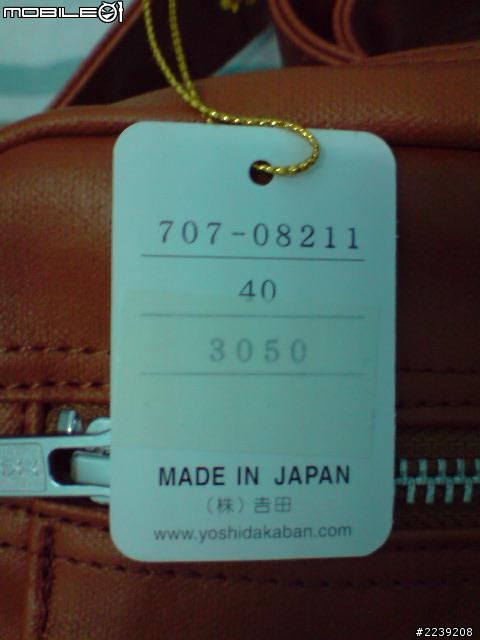 MOBILE01
707-08211
40
3050
MADE IN JAPAN
(株)吉田
www.yoshidakaban.com
#2239208